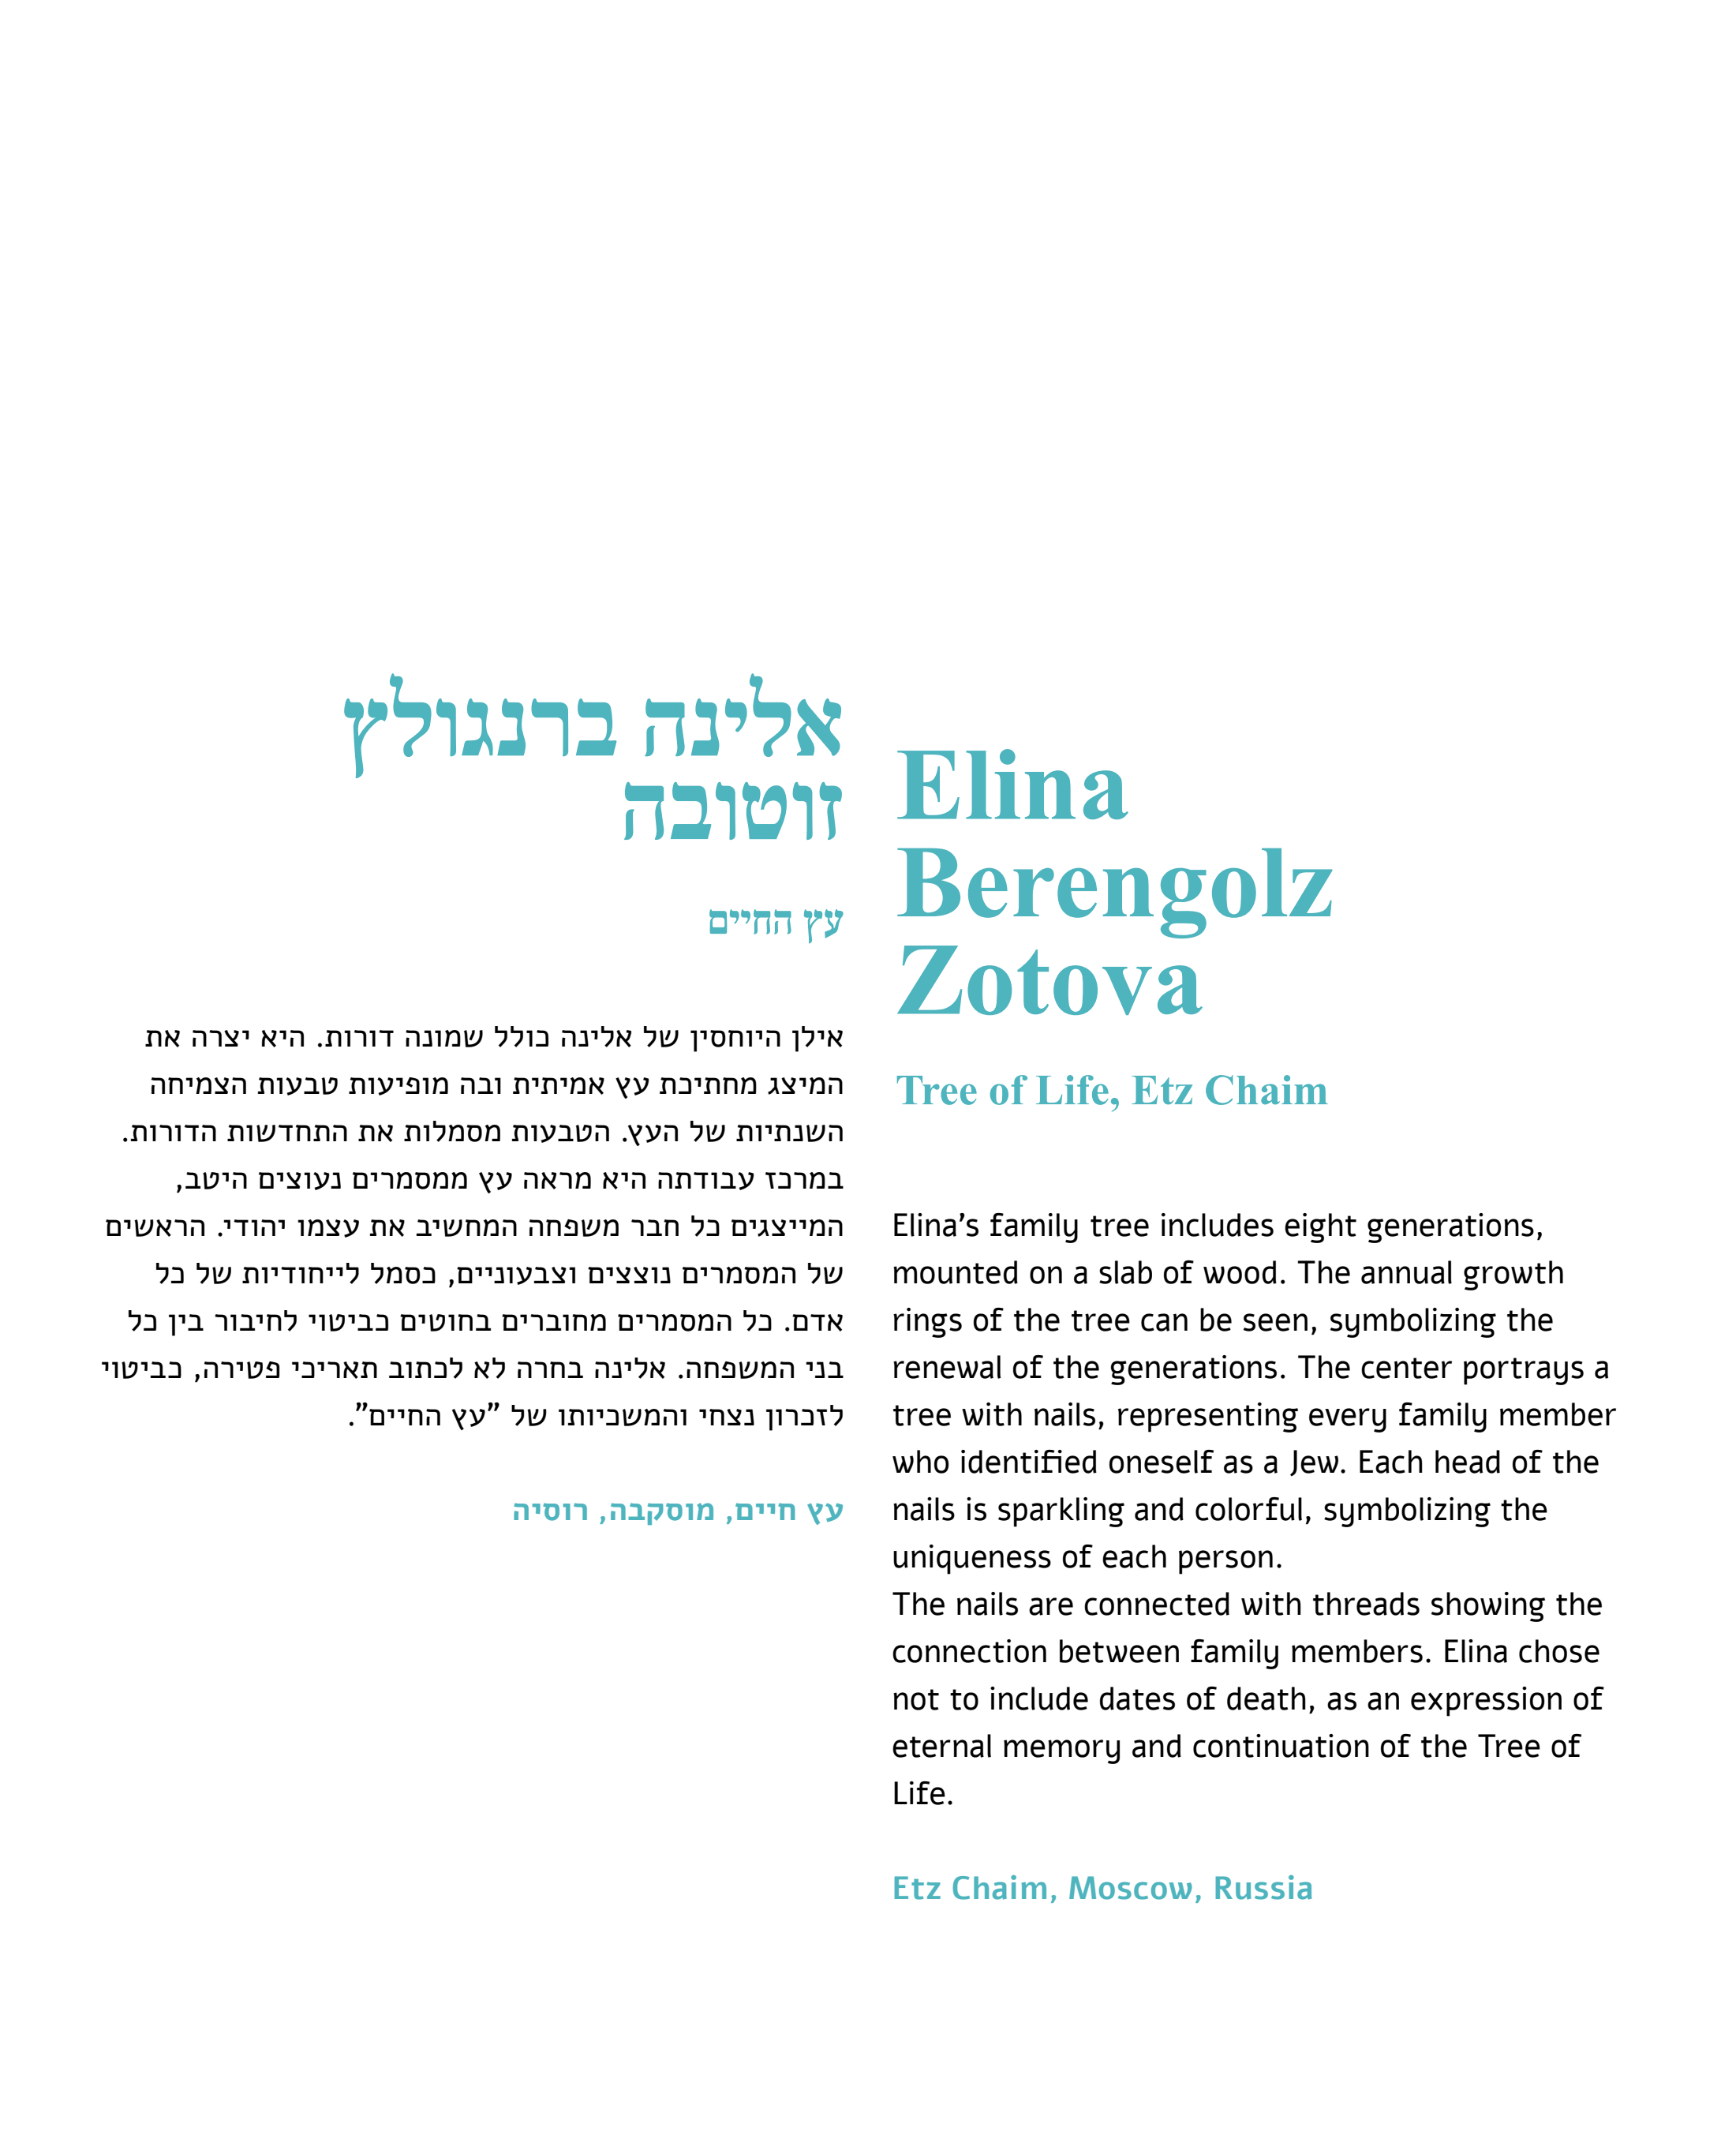 אלינה ברנגולץ
זוטובה
עץ החיים
אילן היוחסין של אלינה כולל שמונה דורות. היא יצרה את
המיצג מחתיכת עץ אמיתית ובה מופיעות טבעות הצמיחה
השנתיות של העץ. הטבעות מסמלות את התחדשות הדורות.
במרכז עבודתה היא מראה עץ ממסמרים נעוצים היטב,
המייצגים כל חבר משפחה המחשיב את עצמו יהודי. הראשים
של המסמרים נוצצים וצבעוניים, כסמל לייחודיות של כל
אדם. כל המסמרים מחוברים בחוטים כביטוי לחיבור בין כל
בני המשפחה. אלינה בחרה לא לכתוב תאריכי פטירה, כביטוי
לזכרון נצחי והמשכיותו של ”עץ החיים”.
עץ חיים, מוסקבה, רוסיה
Elina
Berengolz
Zotova
Tree of Life, Etz Chaim
Elina’s family tree includes eight generations,
mounted on a slab of wood. The annual growth
rings of the tree can be seen, symbolizing the
renewal of the generations. The center portrays a
tree with nails, representing every family member
who identified oneself as a Jew. Each head of the
nails is sparkling and colorful, symbolizing the
uniqueness of each person.
The nails are connected with threads showing the
connection between family members. Elina chose
not to include dates of death, as an expression of
eternal memory and continuation of the Tree of
Life.
Etz Chaim, Moscow, Russia